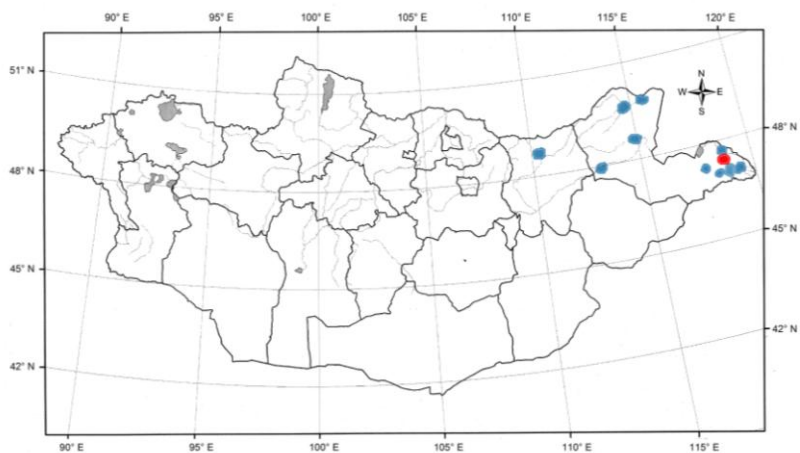 90° E 95° E 100° E 105° E 110° E 115° E 120° E
51° N
N
W E
S
48° N 48° N
45° N 45° N
42° N 42° N
90° E 95° E 100° E 105° E 110° E 115° E